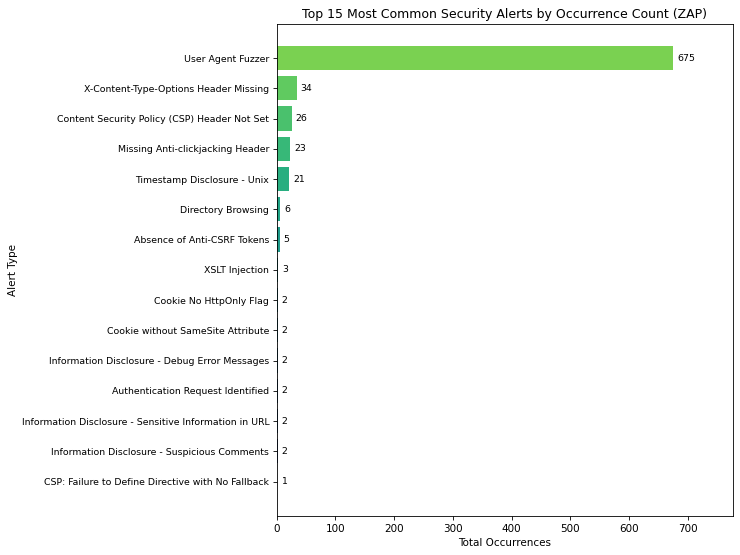 Top 15 Most Common Security Alerts by Occurrence Count (ZAP)
Alert Type
User Agent Fuzzer 675
X-Content-Type-Options Header Missing 34
Content Security Policy (CSP) Header Not Set 26
Missing Anti-clickjacking Header 23
Timestamp Disclosure - Unix 21
Directory Browsing 6
Absence of Anti-CSRF Tokens 5
XSLT Injection 3
Cookie No HttpOnly Flag 2
Cookie without SameSite Attribute 2
Information Disclosure - Debug Error Messages 2
Authentication Request Identified 2
Information Disclosure - Sensitive Information in URL 2
Information Disclosure - Suspicious Comments 2
CSP: Failure to Define Directive with No Fallback 1
0 100 200 300 400 500 600 700
Total Occurrences